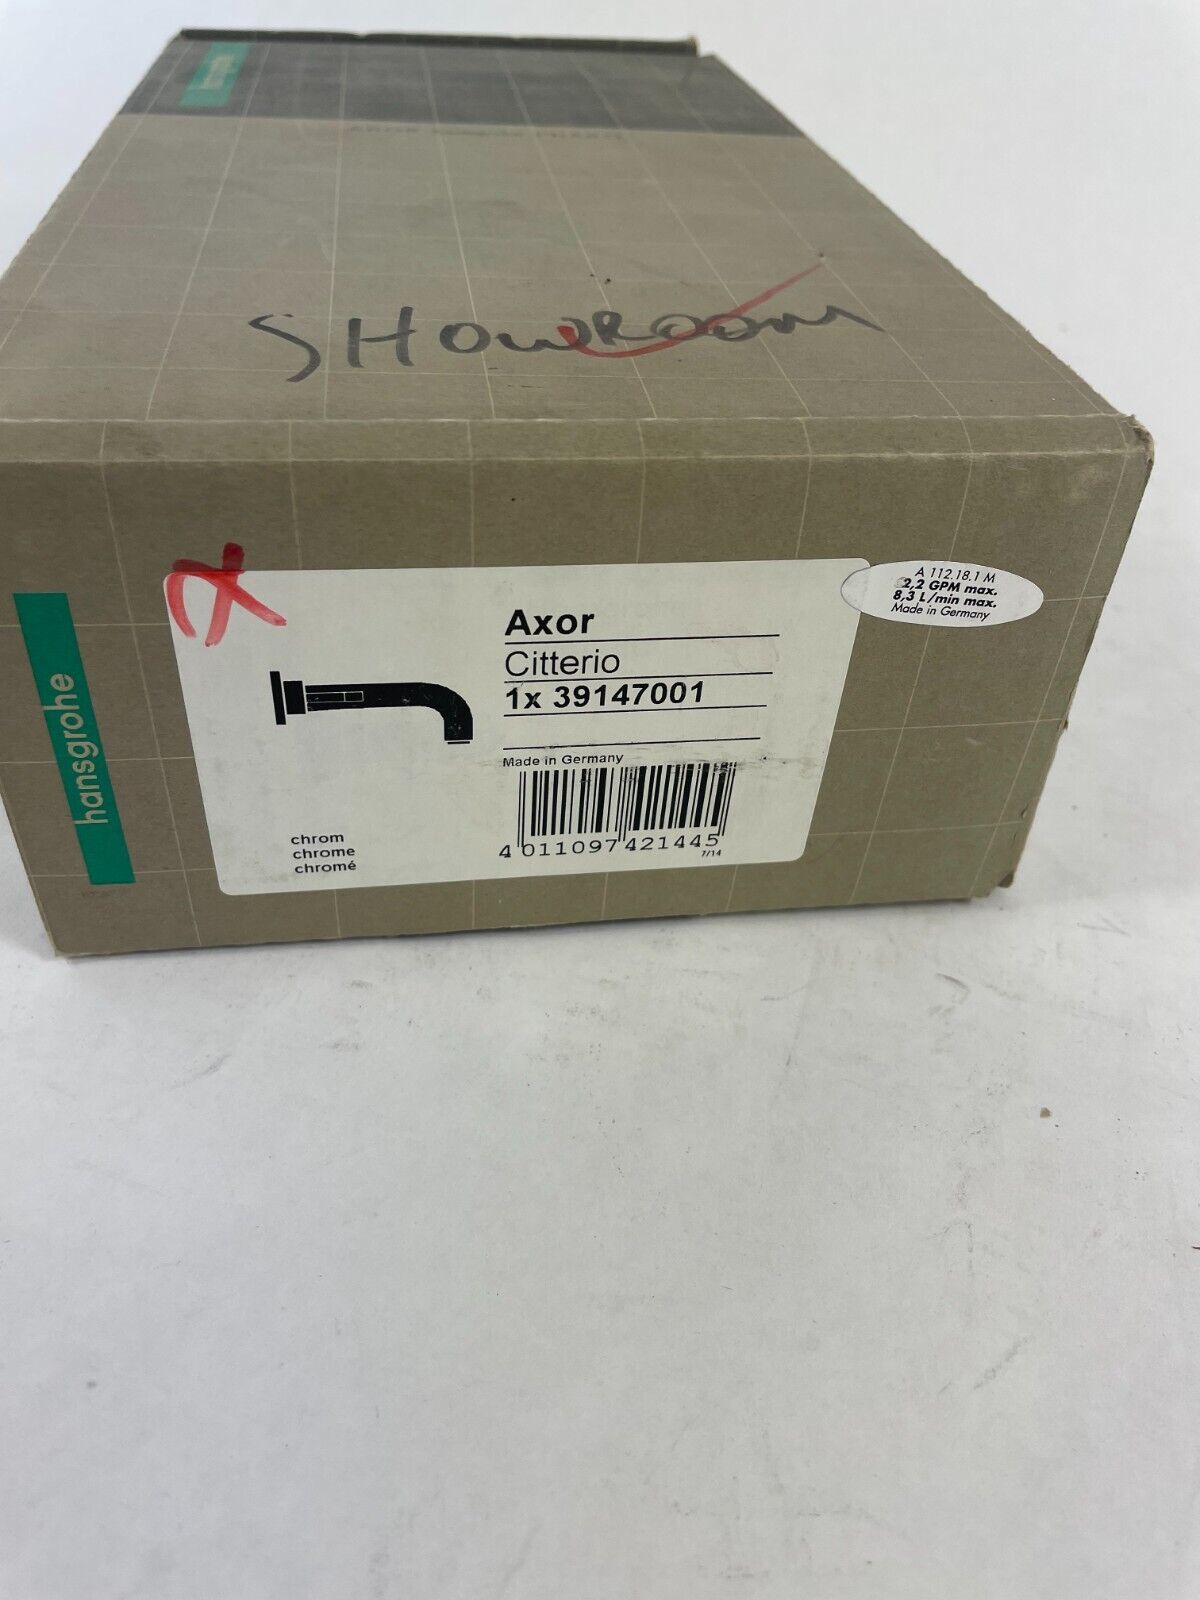 hansgrohe
SHOWROOM
X
hansgrohe
Axor
Citterio
1x 39147001
Made in Germany
4 011097 421445
7/14
chrom
chrome
chromé
A 112.18.1 M
2,2 GPM max.
8,3 L/min max.
Made in Germany